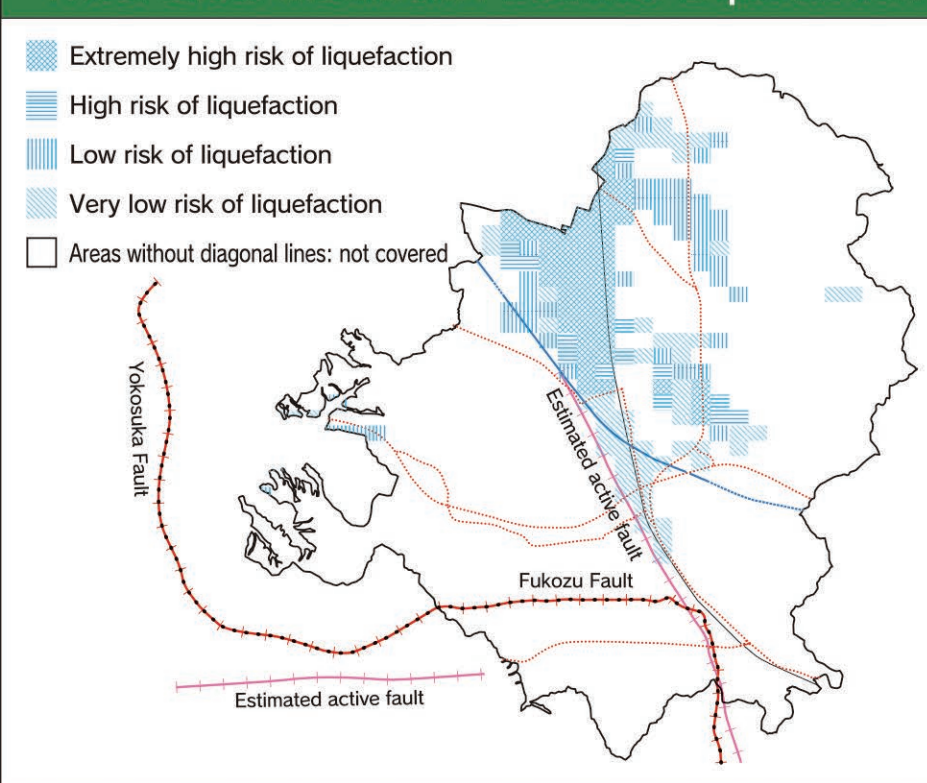 Extremely high risk of liquefaction
High risk of liquefaction
Low risk of liquefaction
Very low risk of liquefaction
Areas without diagonal lines: not covered
Yokosuka Fault
Estimated active fault
Fukozu Fault
Estimated active fault